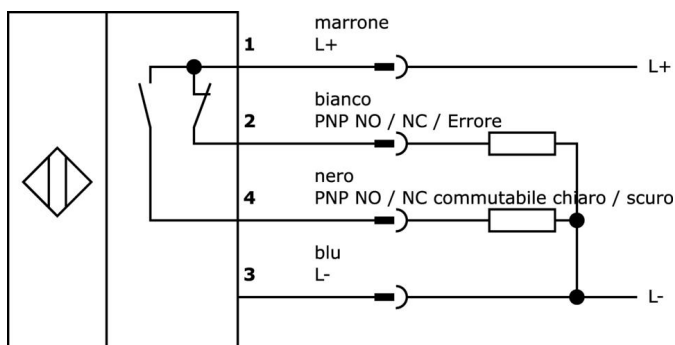 marrone
1 L+ L+
bianco
2 PNP NO / NC / Errore
nero
4 PNP NO / NC commutabile chiaro / scuro
blu
3 L- L-